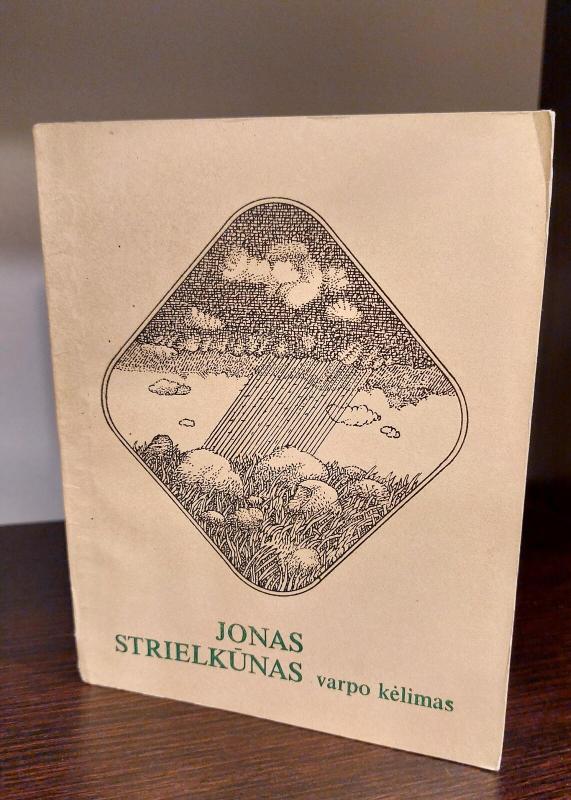 JONAS
STRIELKŪNAS varpo kėlimas